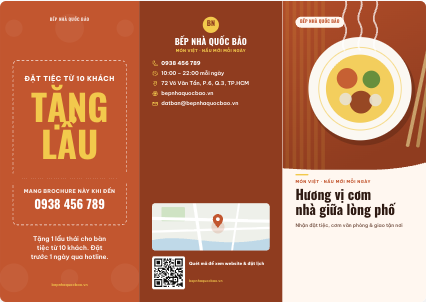 BẾP NHÀ QUỐC BẢO
ĐẶT TIỆC TỪ 10 KHÁCH
TẶNG
LẨU
MANG BROCHURE NÀY KHI ĐẾN
0938 456 789
Tặng 1 lẩu thái cho bàn
tiệc từ 10 khách. Đặt
trước 1 ngày qua hotline.
bepnhaquocbao.vn
BN
BẾP NHÀ QUỐC BẢO
MÓN VIỆT · NẤU MỚI MỖI NGÀY
0938 456 789
10:00 – 22:00 mỗi ngày
72 Võ Văn Tần, P.6, Q.3, TP.HCM
bepnhaquocbao.vn
datban@bepnhaquocbao.vn
Quét mã để xem website & đặt lịch
bepnhaquocbao.vn
BẾP NHÀ QUỐC BẢO
MÓN VIỆT · NẤU MỚI MỖI NGÀY
Hương vị cơm
nhà giữa lòng phố
Nhận đặt tiệc, cơm văn phòng & giao tận nơi